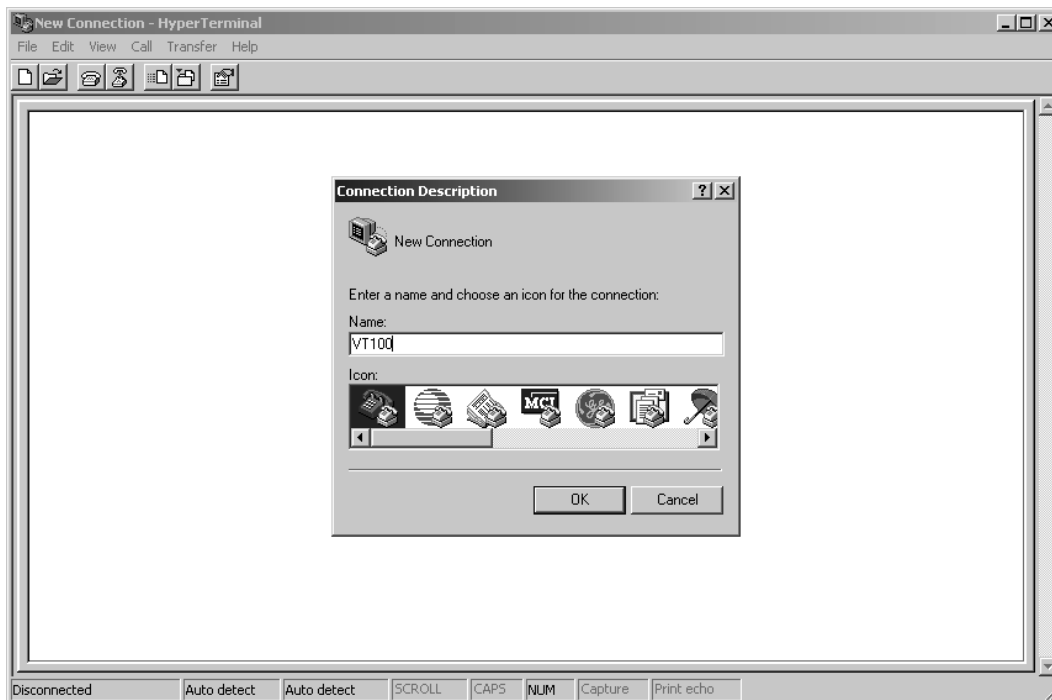 New Connection - HyperTerminal
File Edit View Call Transfer Help
Connection Description
New Connection
Enter a name and choose an icon for the connection:
Name:
VT100
Icon:
MCI
OK Cancel
Disconnected Auto detect Auto detect SCROLL CAPS NUM Capture Print echo